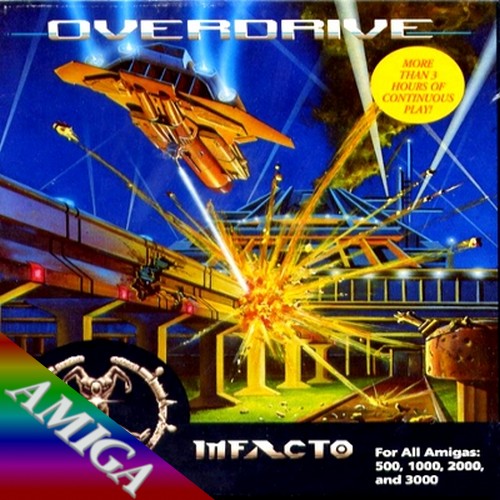 OVERDRIVE
MORE
THAN 3
HOURS OF
CONTINUOUS
PLAY!
AMIGA
INFACTO
For All Amigas:
500, 1000, 2000,
and 3000